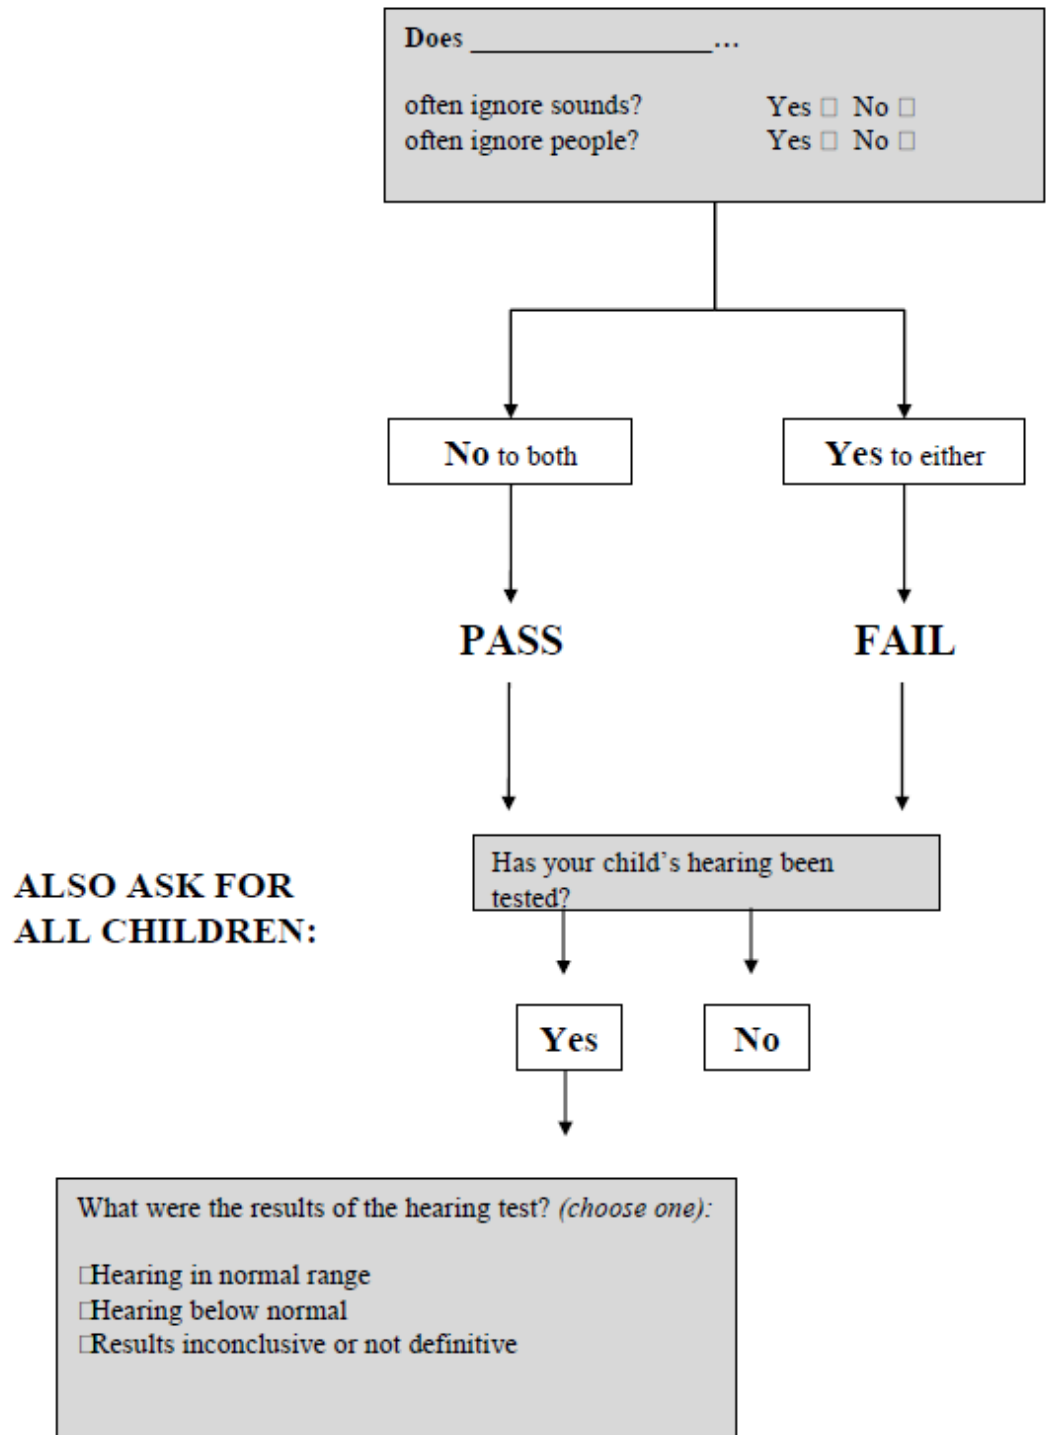 Does __________________…
often ignore sounds? Yes □ No □
often ignore people? Yes □ No □
No to both
Yes to either
PASS
FAIL
ALSO ASK FOR
ALL CHILDREN:
Has your child’s hearing been
tested?
Yes
No
What were the results of the hearing test? (choose one):
□Hearing in normal range
□Hearing below normal
□Results inconclusive or not definitive